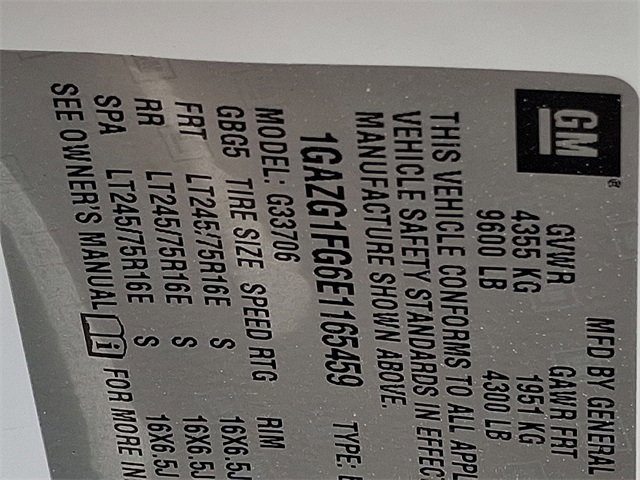 GM®
MFD BY GENERAL
GVWR GAWR FRT
4355 KG 1951 KG
9600 LB 4300 LB
THIS VEHICLE CONFORMS TO ALL APPL
VEHICLE SAFETY STANDARDS IN EFFEC
MANUFACTURE SHOWN ABOVE.
1GAZG1FG6E1165459 TYPE:
MODEL: G33706
GBG5 TIRE SIZE SPEED RTG RIM
FRT LT245/75R16E S 16X6.5J
RR LT245/75R16E S 16X6.5J
SPA LT245/75R16E S 16X6.5J
SEE OWNER'S MANUAL i FOR MORE IN